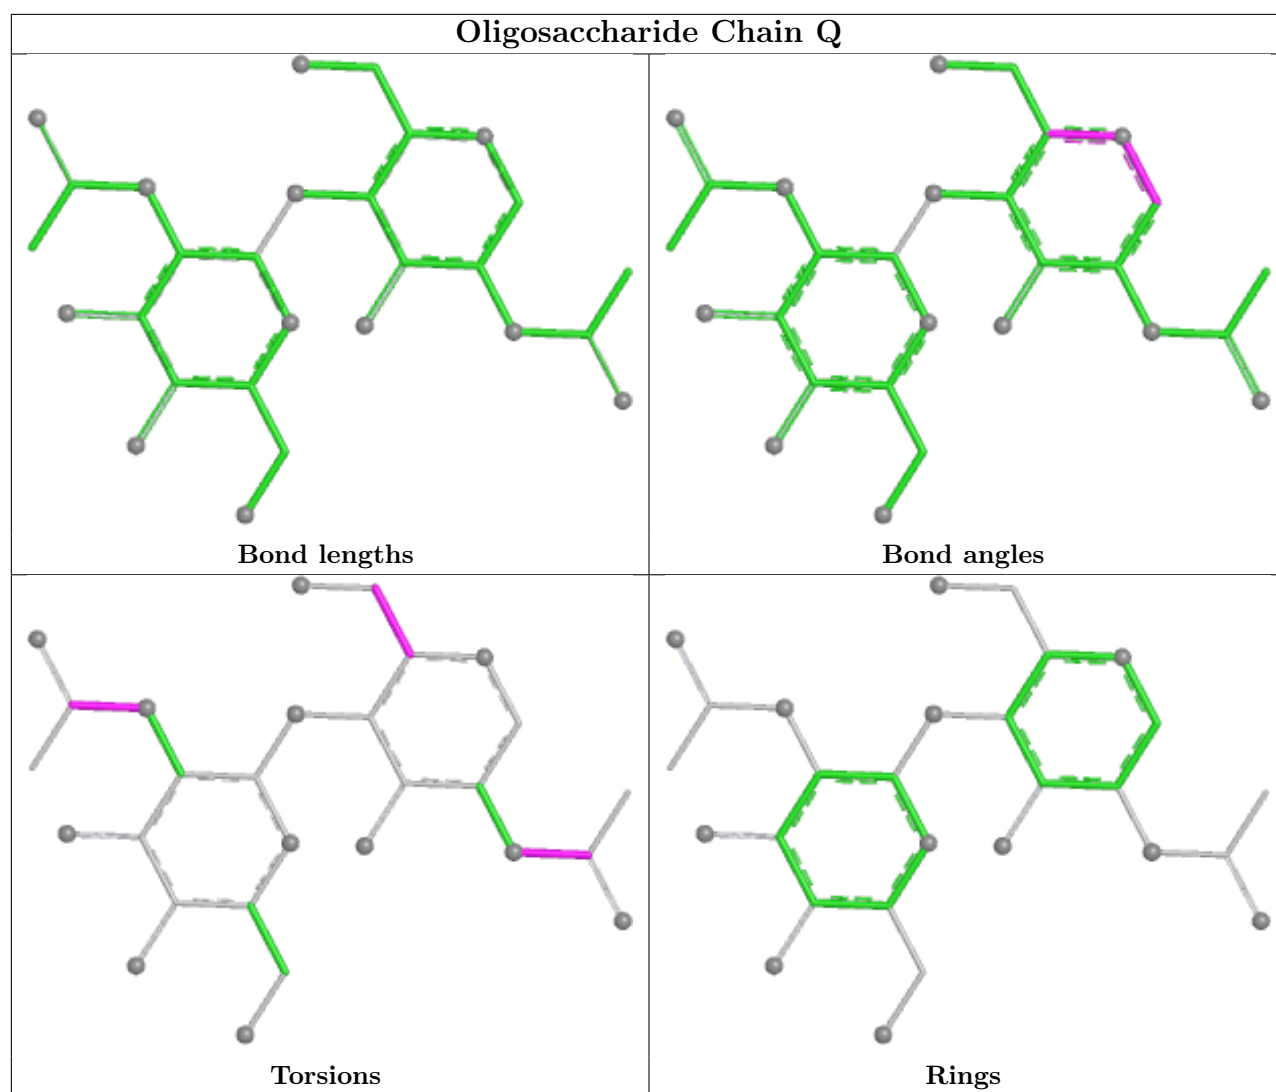 Oligosaccharide Chain Q
Bond lengths
Bond angles
Torsions
Rings